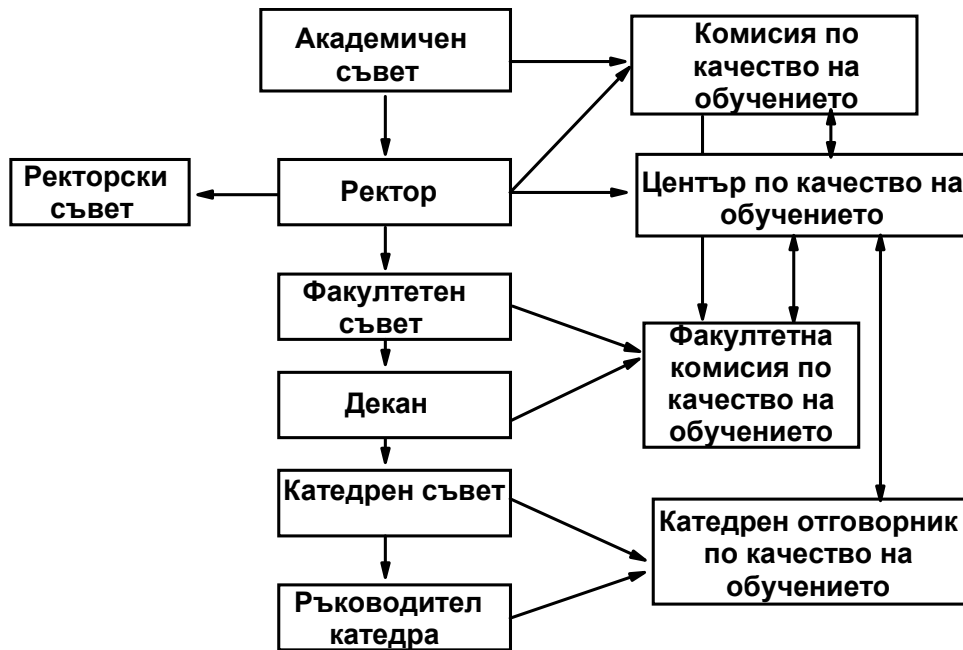 Академичен
съвет
Комисия по
качество на
обучението
Ректорски
съвет
Ректор
Център по качество на
обучението
Факултетен
съвет
Факултетна
комисия по
качество на
обучението
Декан
Катедрен съвет
Катедрен отговорник
по качество на
обучението
Ръководител
катедра